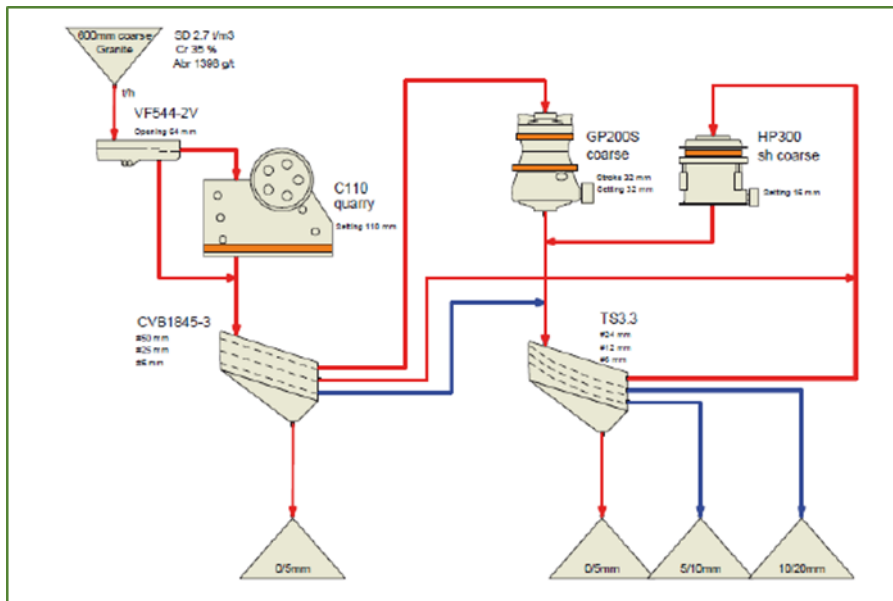 600mm coarse
Granite
SD 2.7 t/m3
Cr 35 %
Abr 1398 g/t
t/h
VF544-2V
Opening 54 mm
C110
quarry
Setting 110 mm
GP200S
coarse
Stroke 32 mm
Setting 32 mm
HP300
sh coarse
Setting 16 mm
CVB1845-3
#50 mm
#25 mm
#5 mm
TS3.3
#24 mm
#12 mm
#6 mm
0/5mm
0/5mm
5/10mm
10/20mm